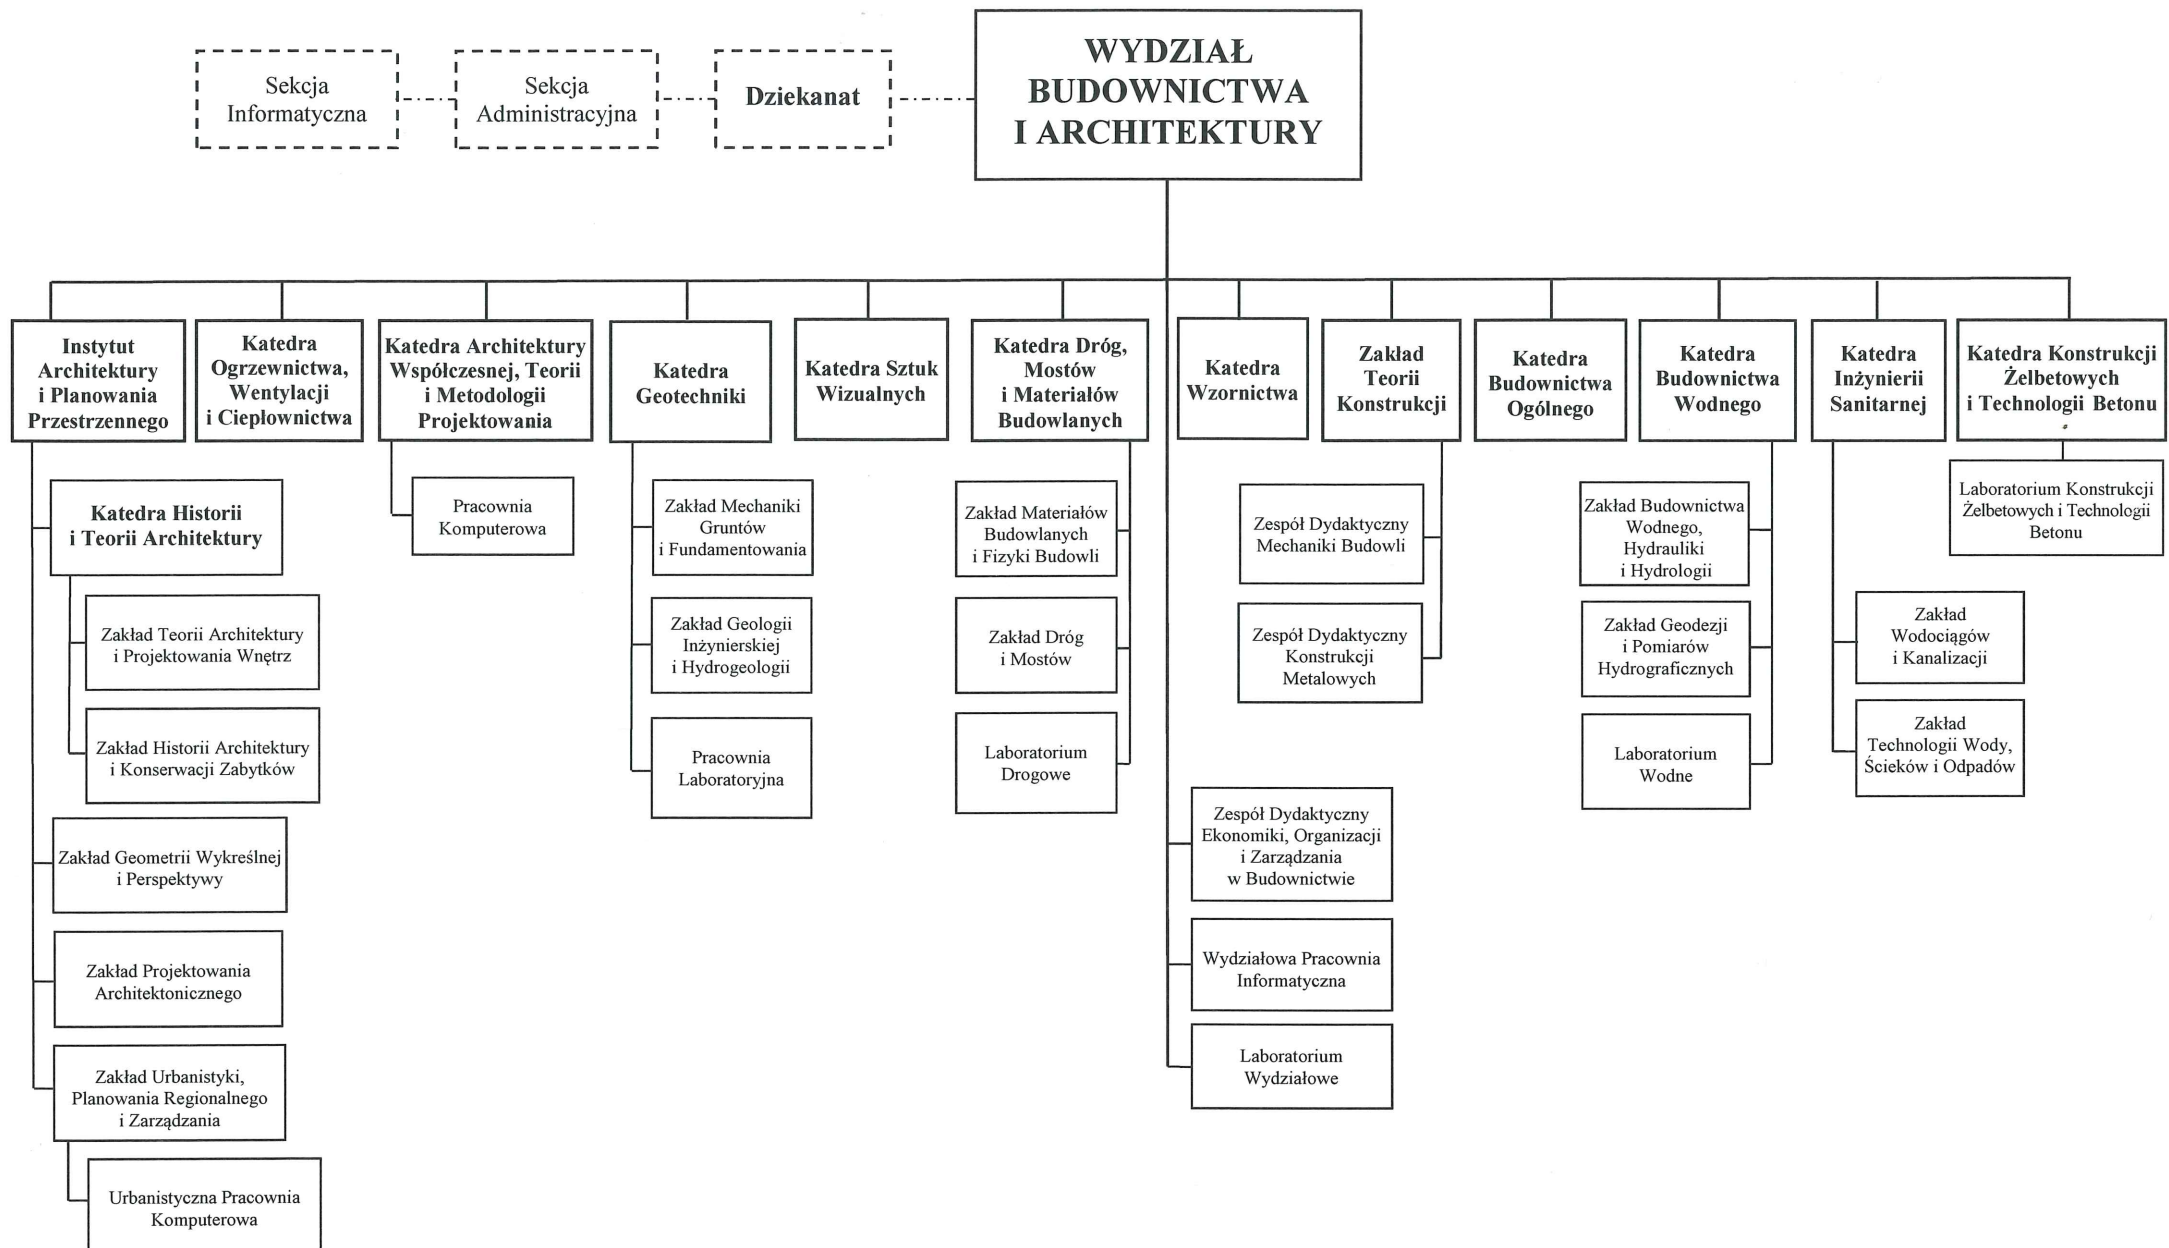 WYDZIAŁ
BUDOWNICTWA
I ARCHITEKTURY
Sekcja
Informatyczna
Sekcja
Administracyjna
Dziekanat
Instytut
Architektury
i Planowania
Przestrzennego
Katedra
Ogrzewnictwa,
Wentylacji
i Ciepłownictwa
Katedra Architektury
Współczesnej, Teorii
i Metodologii
Projektowania
Katedra
Geotechniki
Katedra Sztuk
Wizualnych
Katedra Dróg,
Mostów
i Materiałów
Budowlanych
Katedra
Wzornictwa
Zakład
Teorii
Konstrukcji
Katedra
Budownictwa
Ogólnego
Katedra
Budownictwa
Wodnego
Katedra
Inżynierii
Sanitarnej
Katedra Konstrukcji
Żelbetowych
i Technologii Betonu
Katedra Historii
i Teorii Architektury
Zakład Teorii Architektury
i Projektowania Wnętrz
Zakład Historii Architektury
i Konserwacji Zabytków
Zakład Geometrii Wykreślnej
i Perspektywy
Zakład Projektowania
Architektonicznego
Zakład Urbanistyki,
Planowania Regionalnego
i Zarządzania
Urbanistyczna Pracownia
Komputerowa
Pracownia
Komputerowa
Zakład Mechaniki
Gruntów
i Fundamentowania
Zakład Geologii
Inżynierskiej
i Hydrogeologii
Pracownia
Laboratoryjna
Zakład Materiałów
Budowlanych
i Fizyki Budowli
Zakład Dróg
i Mostów
Laboratorium
Drogowe
Zespół Dydaktyczny
Mechaniki Budowli
Zespół Dydaktyczny
Konstrukcji
Metalowych
Zespół Dydaktyczny
Ekonomiki, Organizacji
i Zarządzania
w Budownictwie
Wydziałowa Pracownia
Informatyczna
Laboratorium
Wydziałowe
Zakład Budownictwa
Wodnego,
Hydrauliki
i Hydrologii
Zakład Geodezji
i Pomiarów
Hydrograficznych
Laboratorium
Wodne
Zakład
Wodociągów
i Kanalizacji
Zakład
Technologii Wody,
Ścieków i Odpadów
Laboratorium Konstrukcji
Żelbetowych i Technologii
Betonu